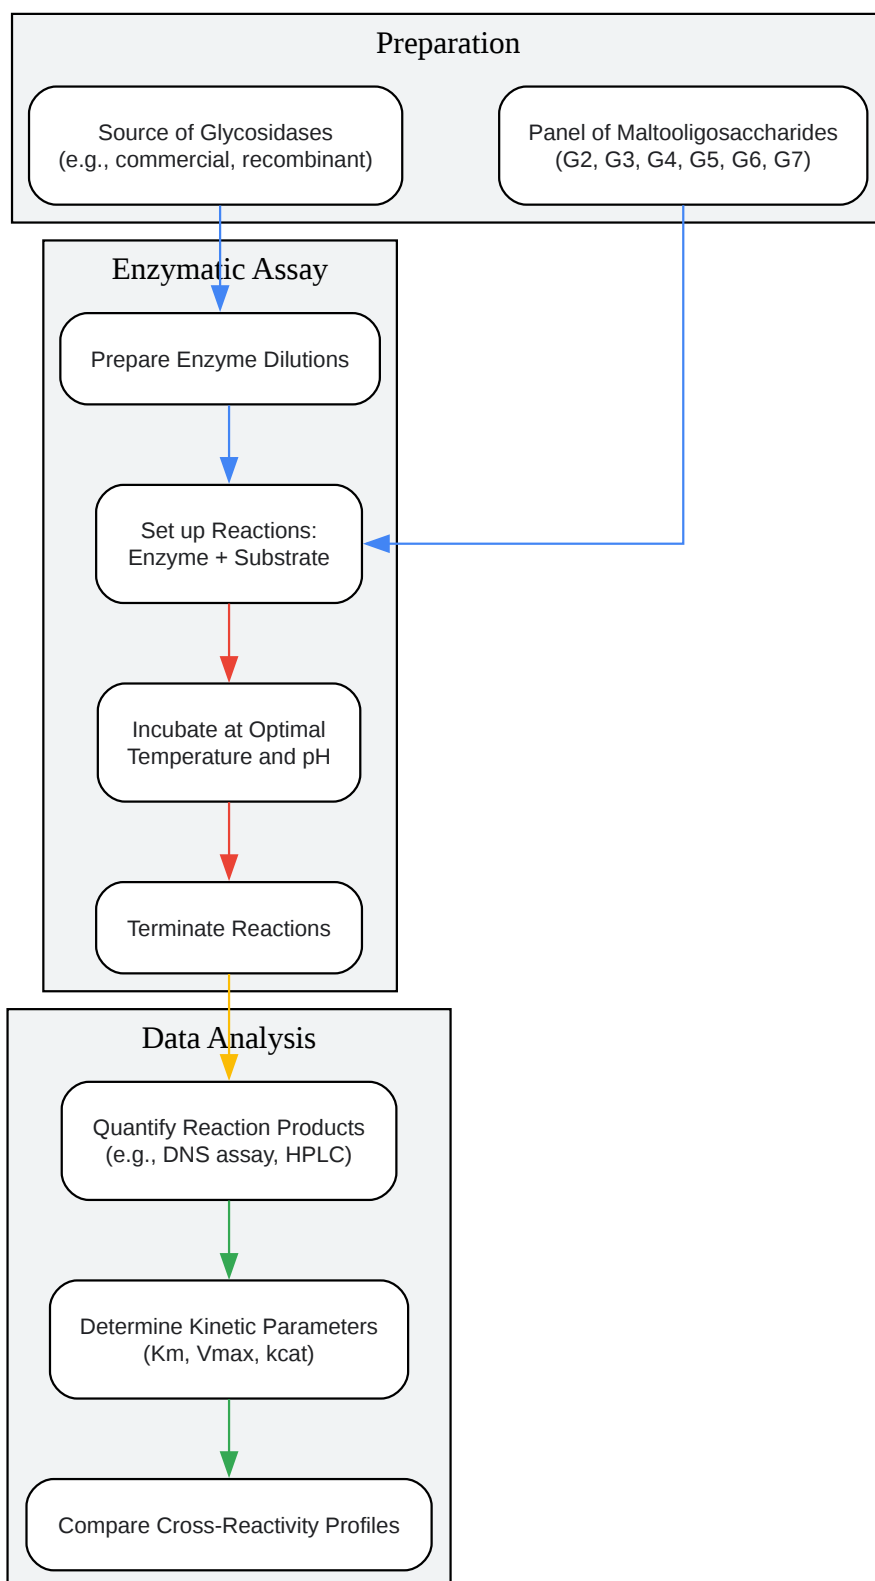 Preparation
Source of Glycosidases
(e.g., commercial, recombinant)
Panel of Maltooligosaccharides
(G2, G3, G4, G5, G6, G7)
Enzymatic Assay
Prepare Enzyme Dilutions
Set up Reactions:
Enzyme + Substrate
Incubate at Optimal
Temperature and pH
Terminate Reactions
Data Analysis
Quantify Reaction Products
(e.g., DNS assay, HPLC)
Determine Kinetic Parameters
(Km, Vmax, kcat)
Compare Cross-Reactivity Profiles